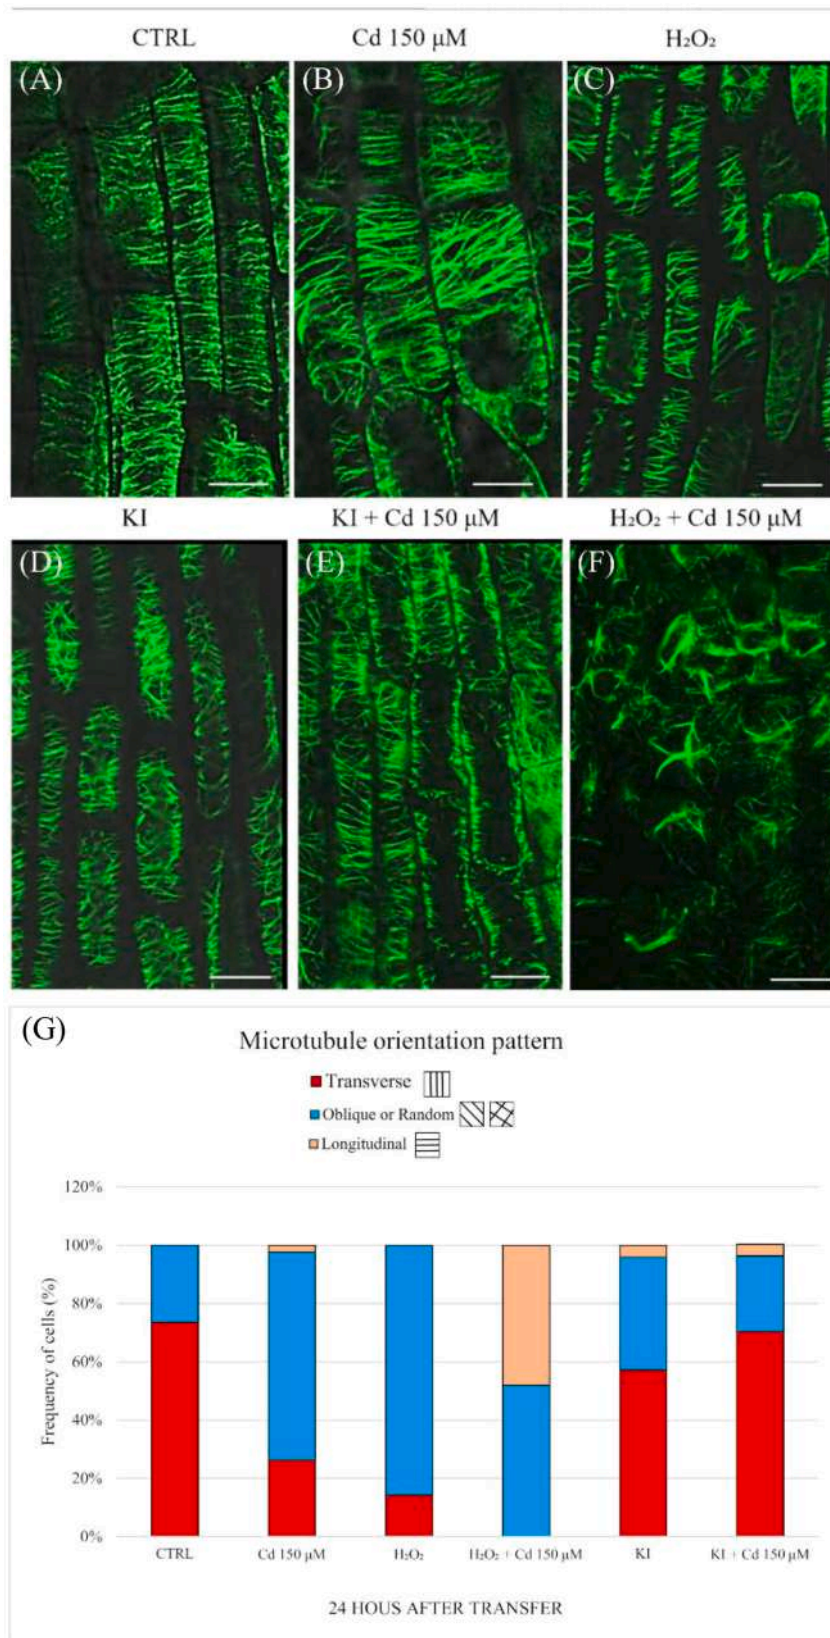 CTRL Cd 150 μM H₂O₂
(A) (B) (C)
KI KI + Cd 150 μM H₂O₂ + Cd 150 μM
(D) (E) (F)
(G)
Microtubule orientation pattern
Transverse
Oblique or Random
Longitudinal
120%
100%
80%
60%
40%
20%
0%
Frequency of cells (%)
CTRL Cd 150 μM H₂O₂ H₂O₂ + Cd 150 μM KI KI + Cd 150 μM
24 HOUS AFTER TRANSFER